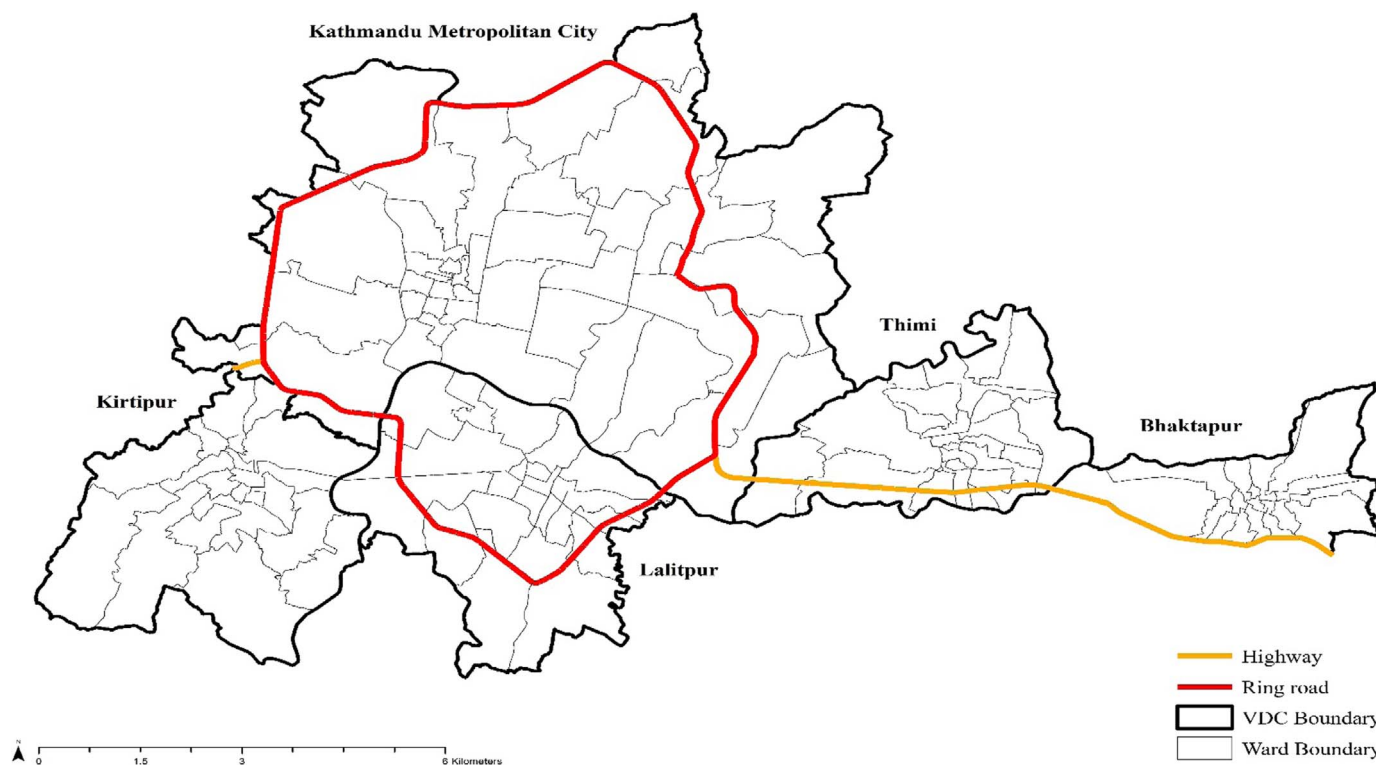 Kathmandu Metropolitan City
Thimi
Kirtipur
Bhaktapur
Lalitpur
Highway
Ring road
VDC Boundary
Ward Boundary
N
0 1.5 3 6 Kilometers